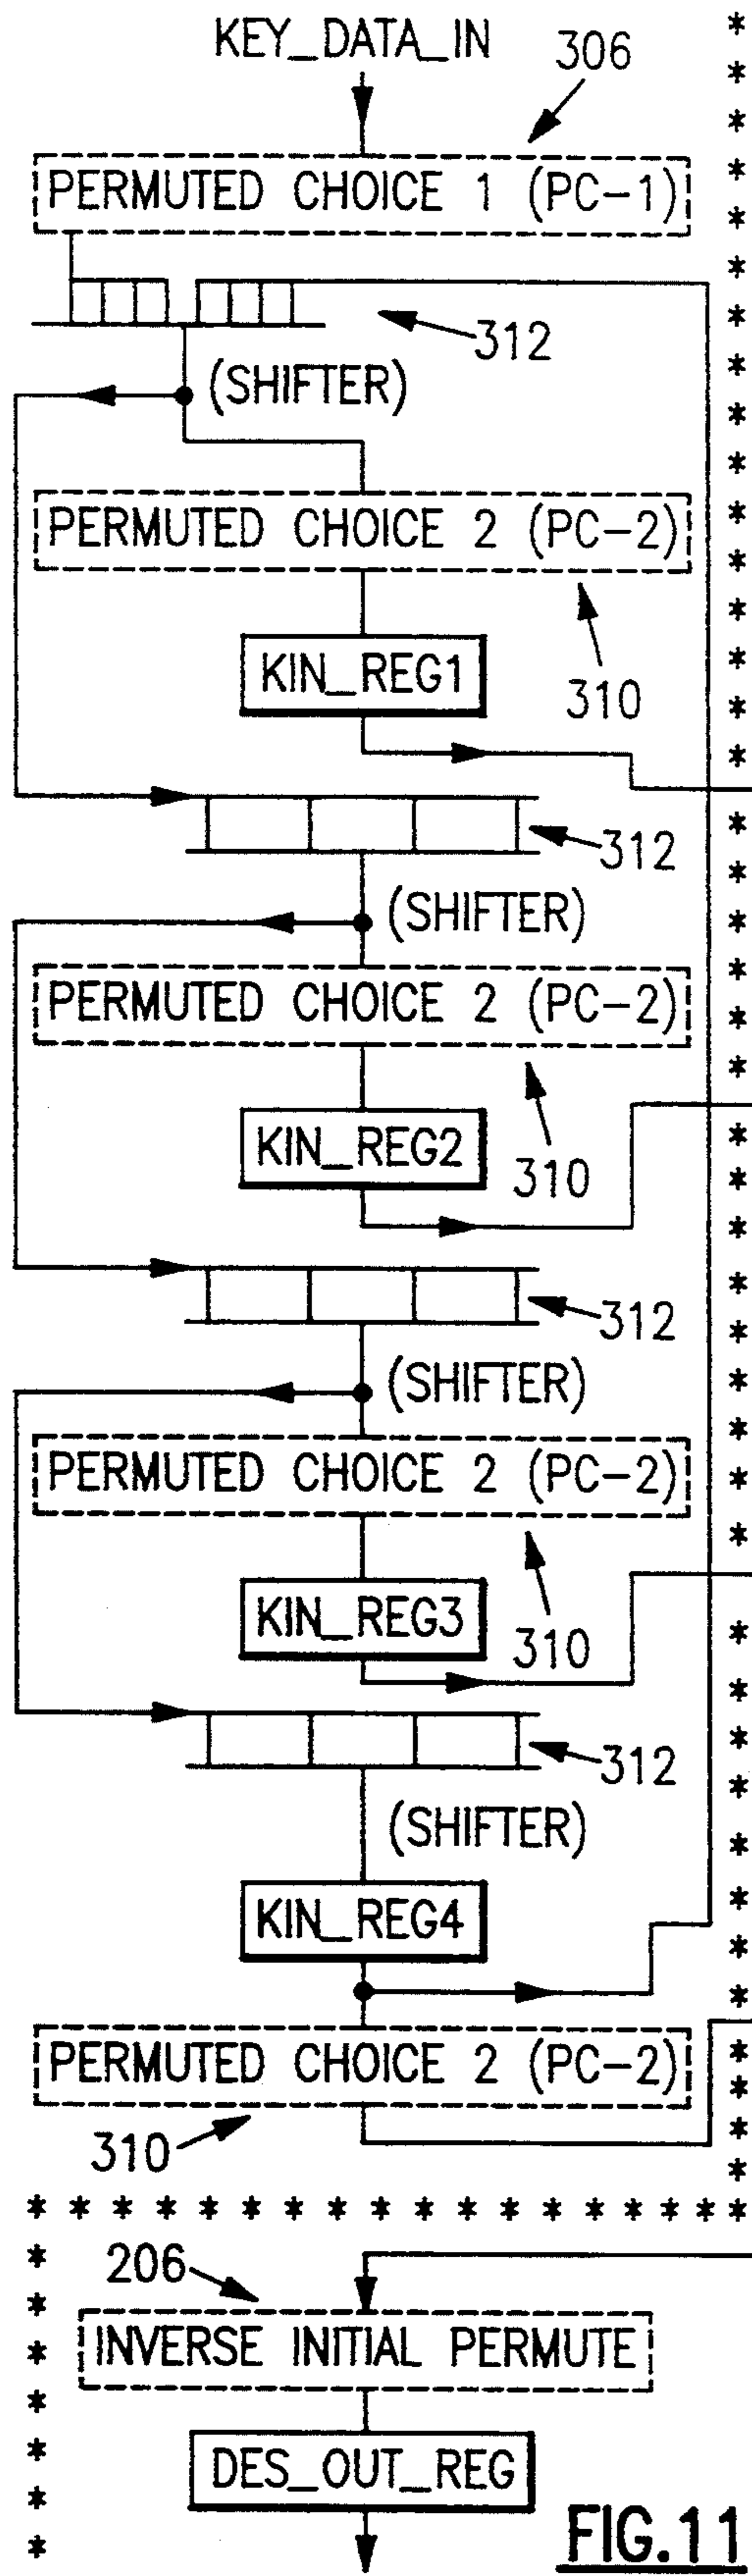 KEY_DATA_IN
306
PERMUTED CHOICE 1 (PC-1)
312
(SHIFTER)
PERMUTED CHOICE 2 (PC-2)
KIN_REG1
310
312
(SHIFTER)
PERMUTED CHOICE 2 (PC-2)
KIN_REG2
310
312
(SHIFTER)
PERMUTED CHOICE 2 (PC-2)
KIN_REG3
310
312
(SHIFTER)
KIN_REG4
PERMUTED CHOICE 2 (PC-2)
310
206
INVERSE INITIAL PERMUTE
DES_OUT_REG
FIG.11